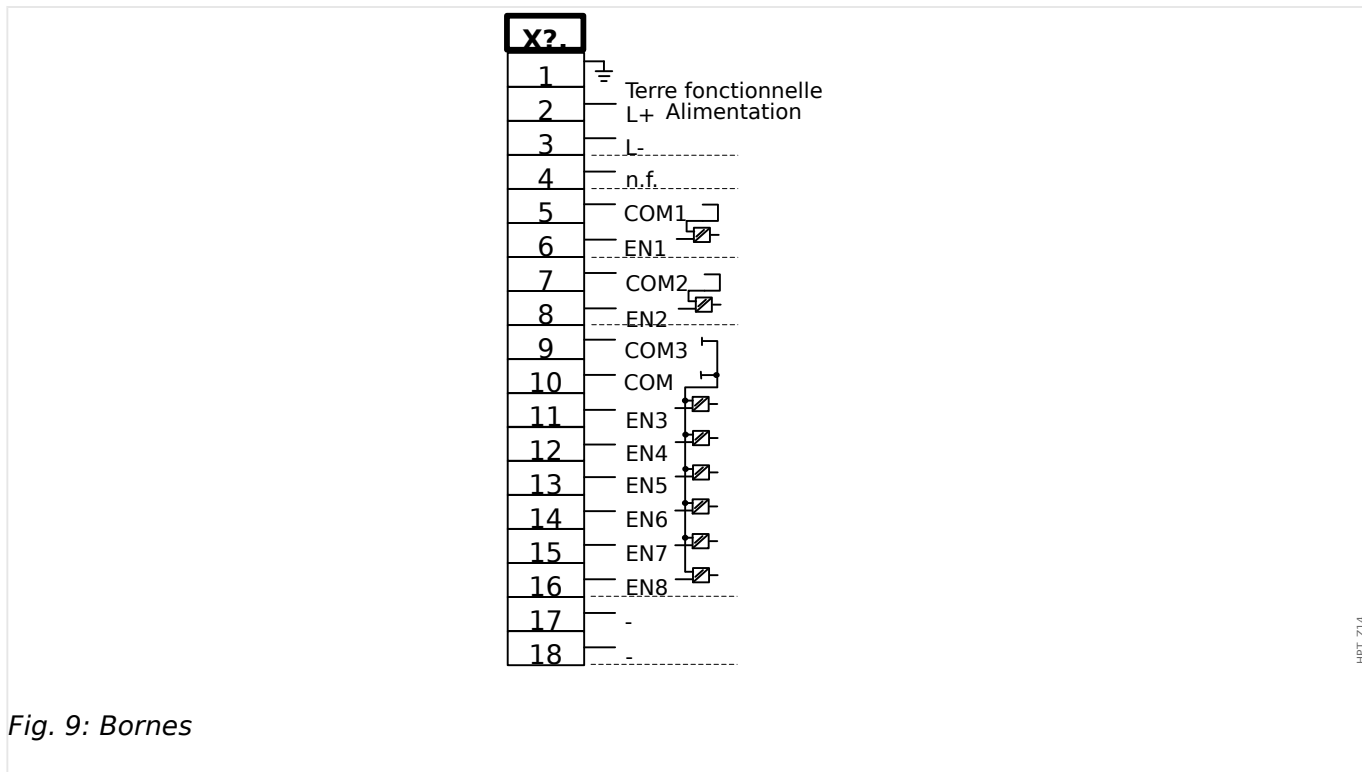 X?.
1
Terre fonctionnelle
2 L+ Alimentation
3 L-
4 n.f.
5 COM1
6 EN1
7 COM2
8 EN2
9 COM3
10 COM
11 EN3
12 EN4
13 EN5
14 EN6
15 EN7
16 EN8
17 -
18 -
HPT_Z14
Fig. 9: Bornes